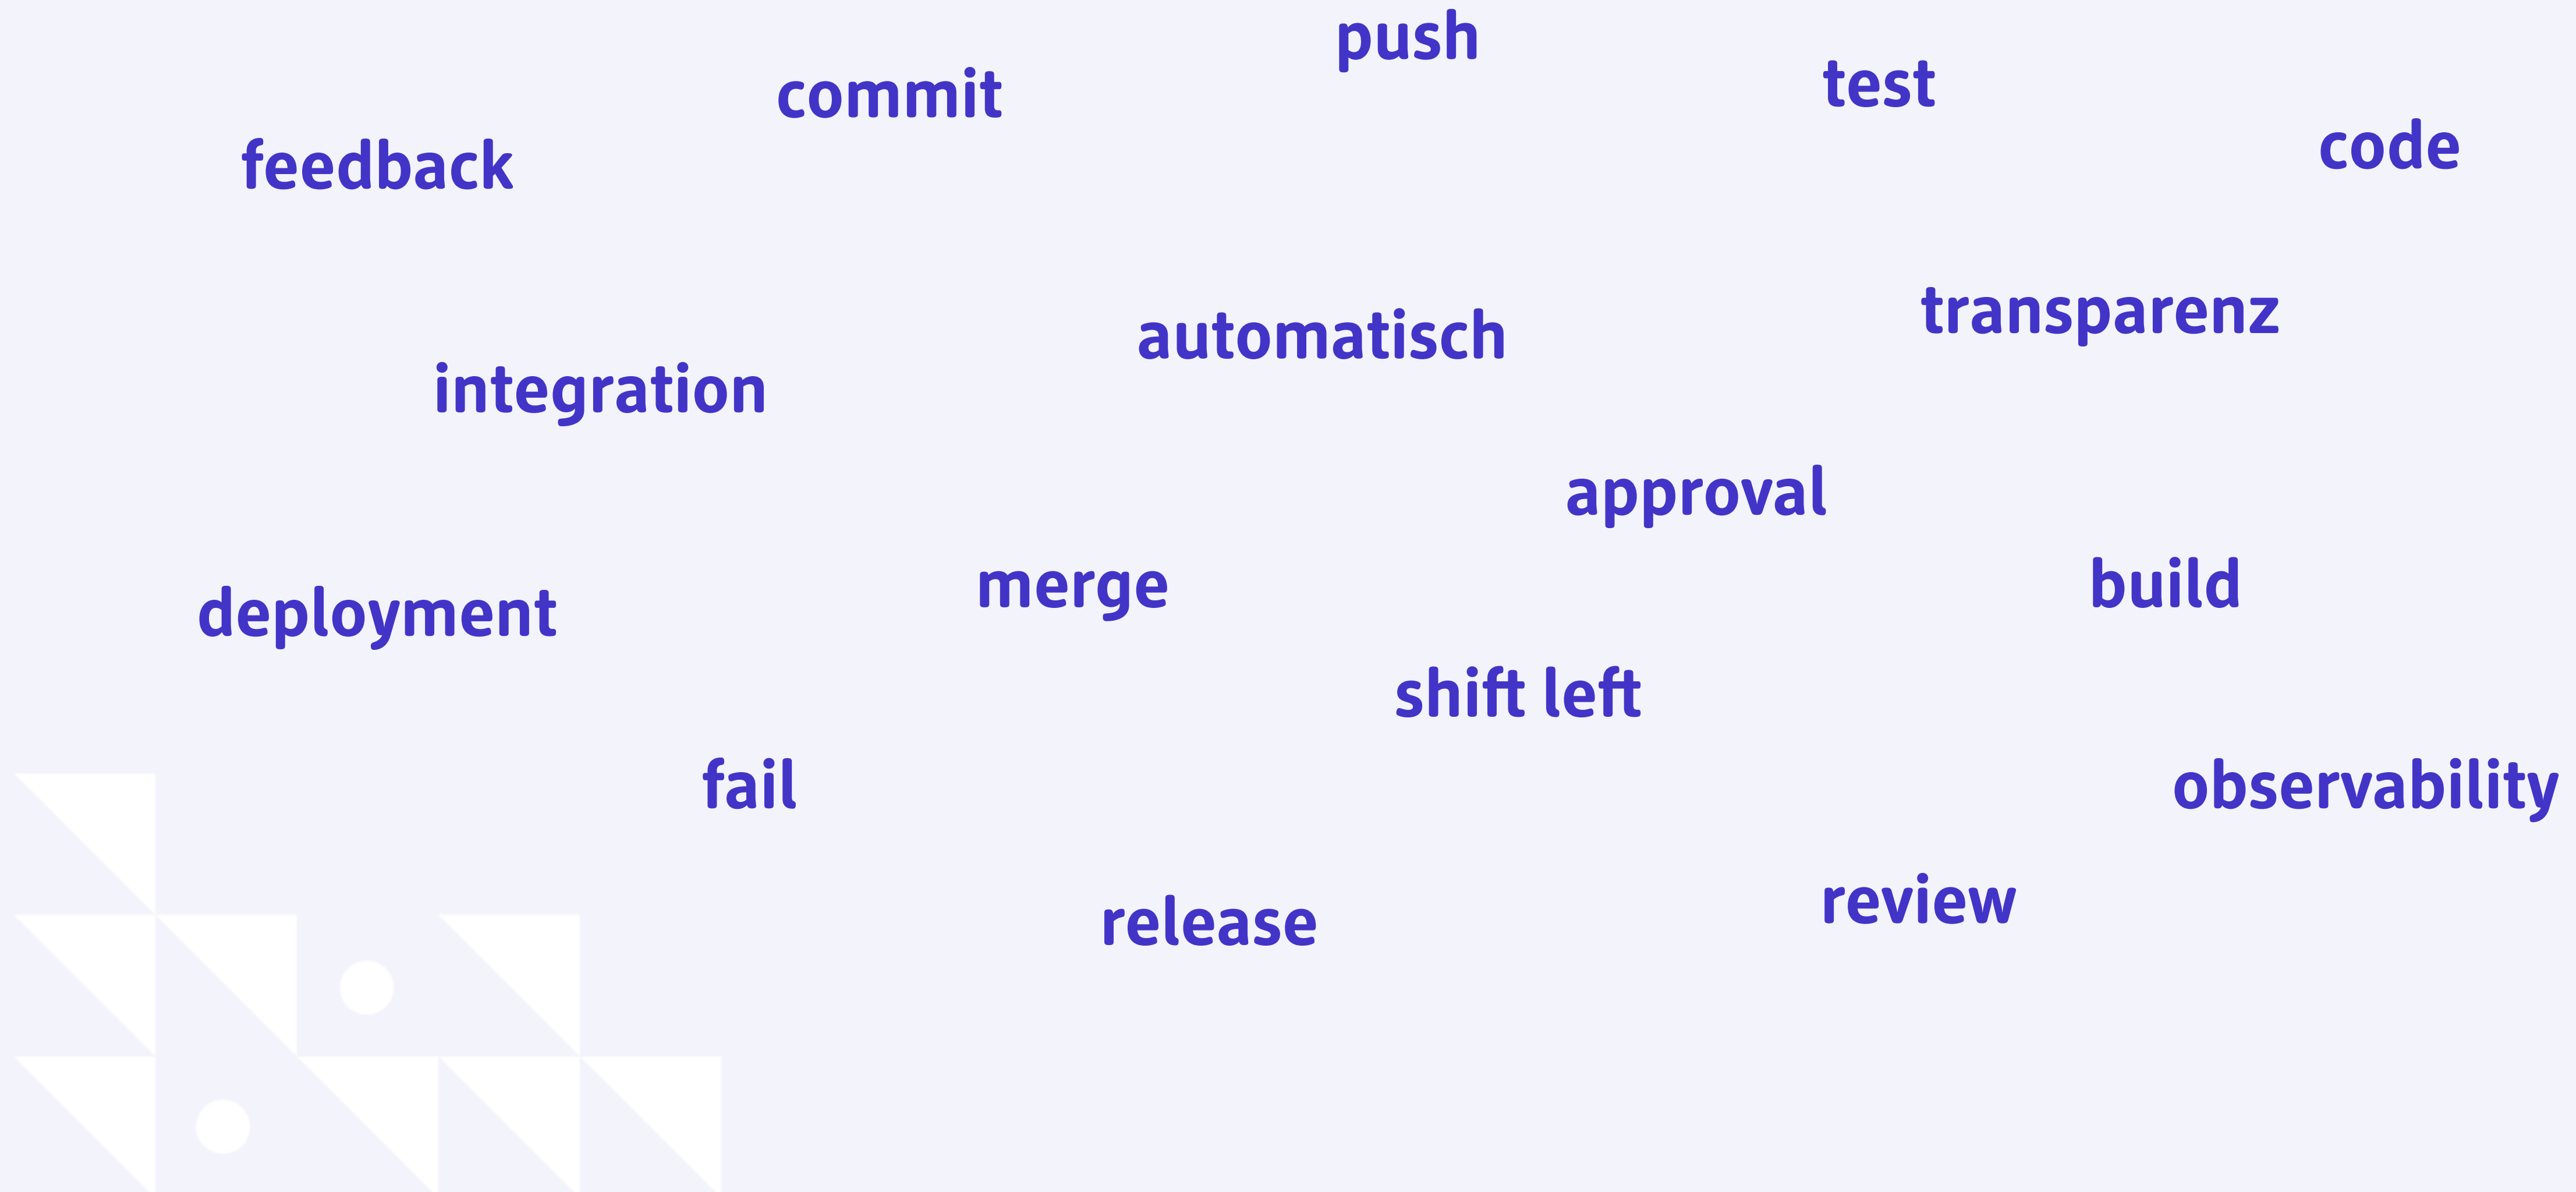 push
commit
test
code
feedback
transparenz
automatisch
integration
approval
merge
build
deployment
shift left
fail
observability
review
release